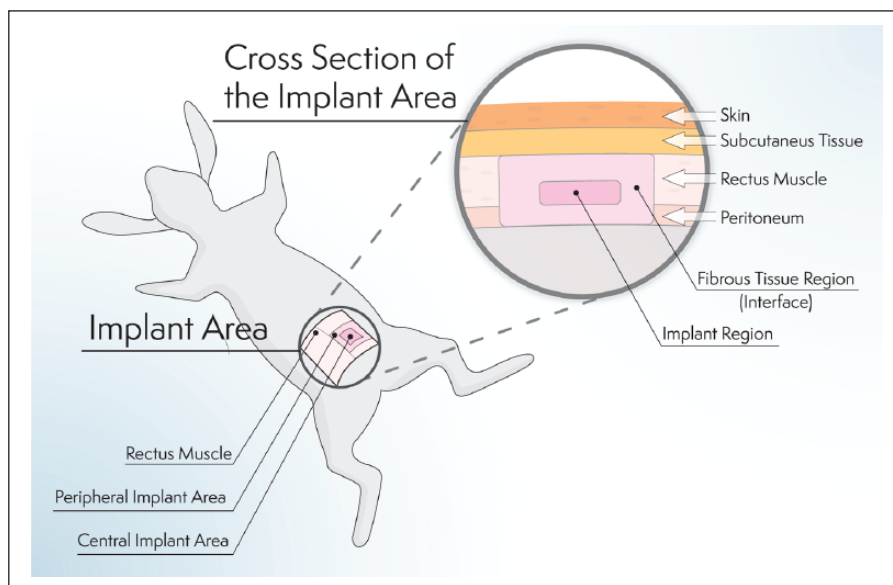 Cross Section of
the Implant Area
Skin
Subcutaneus Tissue
Rectus Muscle
Peritoneum
Fibrous Tissue Region
(Interface)
Implant Region
Implant Area
Rectus Muscle
Peripheral Implant Area
Central Implant Area